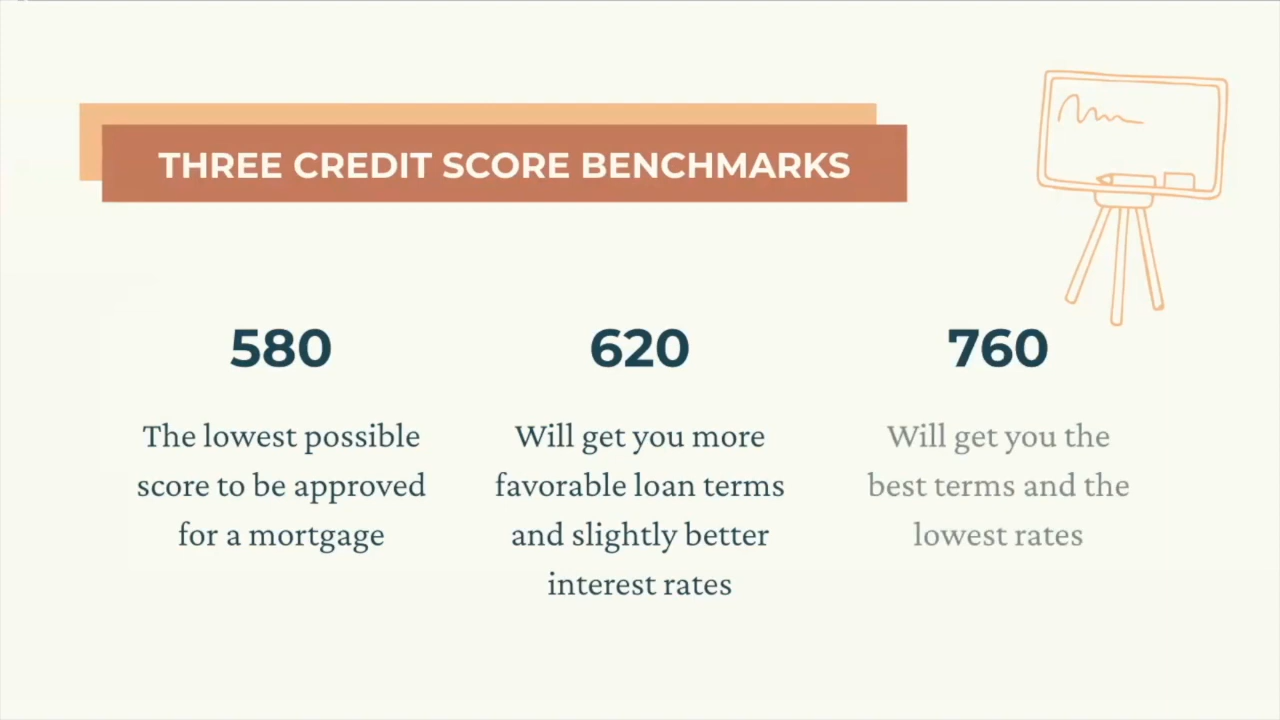 THREE CREDIT SCORE BENCHMARKS
580
The lowest possible
score to be approved
for a mortgage
620
Will get you more
favorable loan terms
and slightly better
interest rates
760
Will get you the
best terms and the
lowest rates